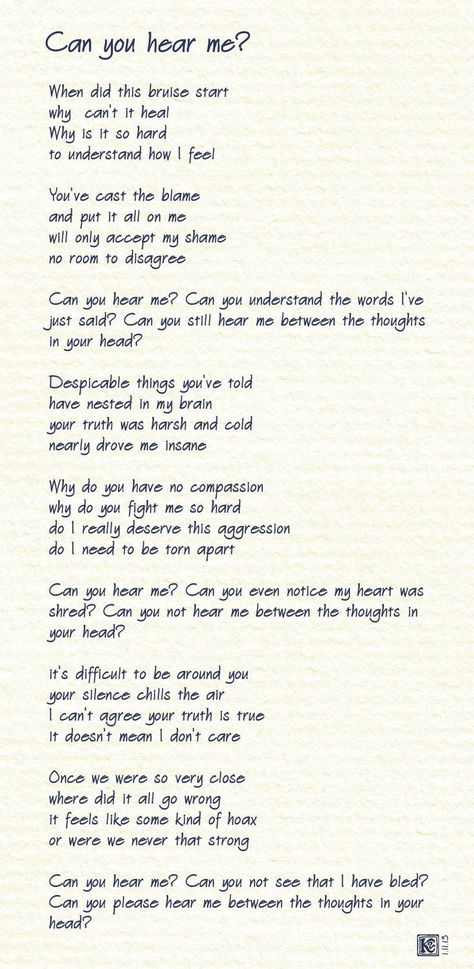 Can you hear me?
When did this bruise start
why can't it heal
Why is it so hard
to understand how I feel
You've cast the blame
and put it all on me
will only accept my shame
no room to disagree
Can you hear me? Can you understand the words I've
just said? Can you still hear me between the thoughts
in your head?
Despicable things you've told
have nested in my brain
your truth was harsh and cold
nearly drove me insane
Why do you have no compassion
why do you fight me so hard
do I really deserve this aggression
do I need to be torn apart
Can you hear me? Can you even notice my heart was
shred? Can you not hear me between the thoughts in
your head?
it's difficult to be around you
your silence chills the air
I can't agree your truth is true
it doesn't mean I don't care
Once we were so very close
where did it all go wrong
it feels like some kind of hoax
or were we never that strong
Can you hear me? Can you not see that I have bled?
Can you please hear me between the thoughts in your
head?